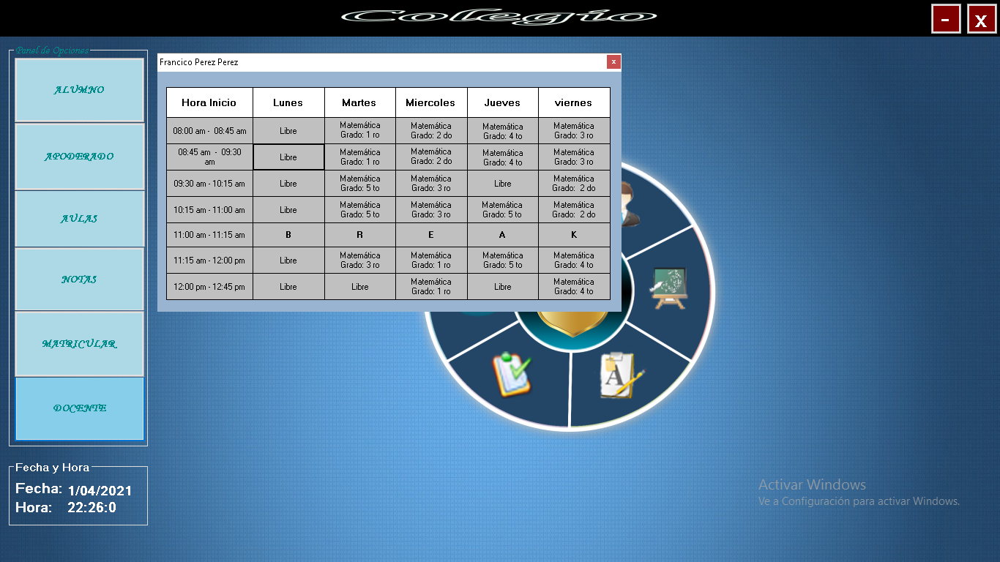 Colegio
- x
Panel de Opciones
ALUMNO
APODERADO
AULAS
NOTAS
MATRICULAR
DOCENTE
Fecha y Hora
Fecha: 1/04/2021
Hora: 22:26:0
Francico Perez Perez x
Hora Inicio Lunes Martes Miercoles Jueves viernes
08:00 am - 08:45 am Libre Matemática Grado: 1 ro Matemática Grado: 2 do Matemática Grado: 4 to Matemática Grado: 3 ro
08:45 am - 09:30 am Libre Matemática Grado: 1 ro Matemática Grado: 2 do Matemática Grado: 4 to Matemática Grado: 3 ro
09:30 am - 10:15 am Libre Matemática Grado: 5 to Matemática Grado: 3 ro Libre Matemática Grado: 2 do
10:15 am - 11:00 am Libre Matemática Grado: 5 to Matemática Grado: 3 ro Matemática Grado: 5 to Matemática Grado: 2 do
11:00 am - 11:15 am B R E A K
11:15 am - 12:00 pm Libre Matemática Grado: 3 ro Matemática Grado: 1 ro Matemática Grado: 5 to Matemática Grado: 4 to
12:00 pm - 12:45 pm Libre Libre Matemática Grado: 1 ro Libre Matemática Grado: 4 to
A
Activar Windows
Ve a Configuración para activar Windows.